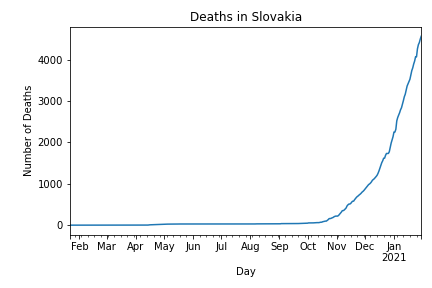 Deaths in Slovakia
Number of Deaths
4000
3000
2000
1000
0
Feb Mar Apr May Jun Jul Aug Sep Oct Nov Dec Jan
2021
Day